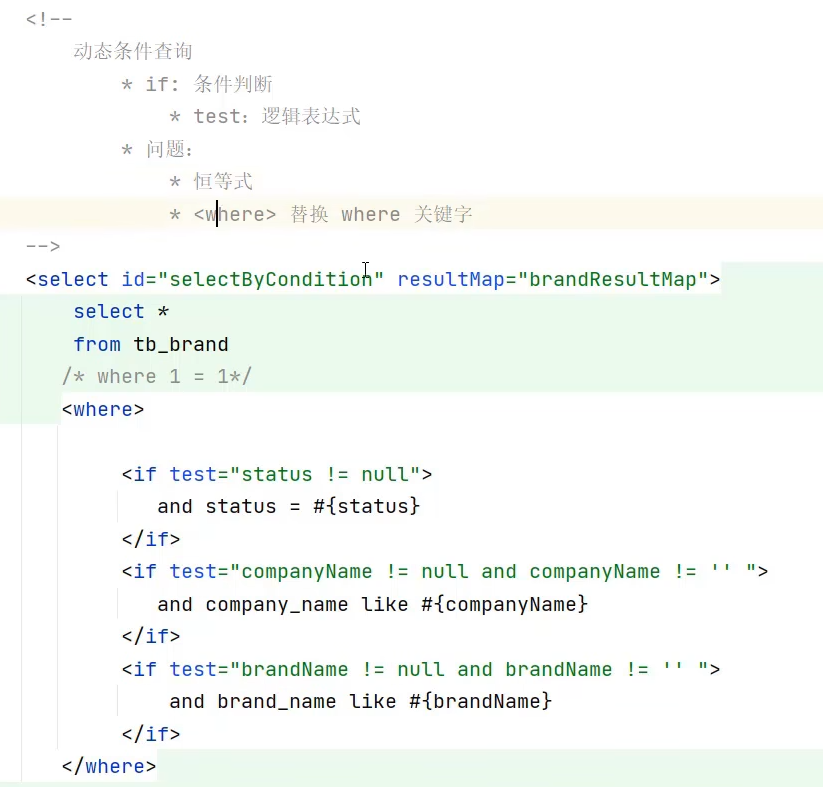 <!--
动态条件查询
* if: 条件判断
* test：逻辑表达式
* 问题：
* 恒等式
* <where> 替换 where 关键字
-->
<select id="selectByCondition" resultMap="brandResultMap">
select *
from tb_brand
/* where 1 = 1*/
<where>
<if test="status != null">
and status = #{status}
</if>
<if test="companyName != null and companyName != '' ">
and company_name like #{companyName}
</if>
<if test="brandName != null and brandName != '' ">
and brand_name like #{brandName}
</if>
</where>